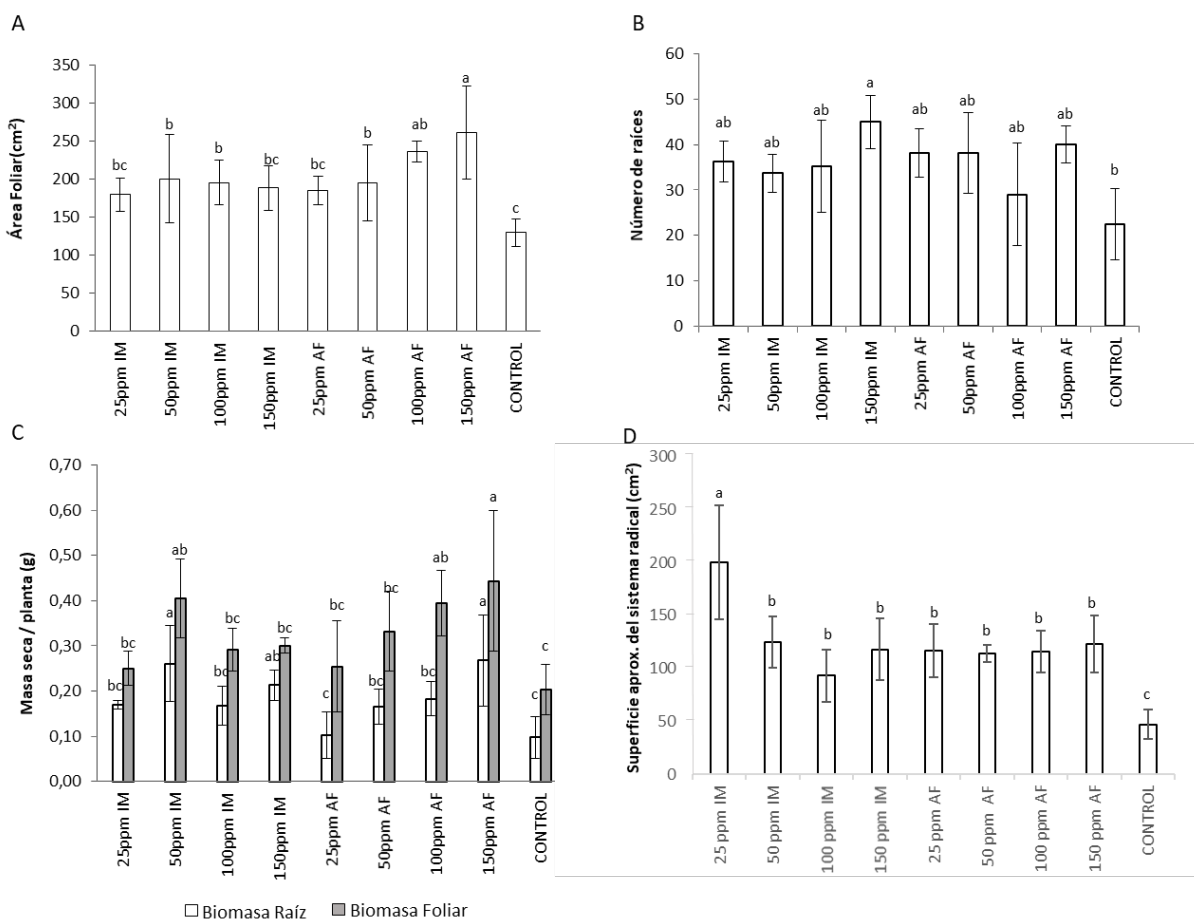 A
Área Foliar(cm²)
350
300
250
200
150
100
50
0
bc
b
b
bc
bc
b
ab
a
c
25ppm IM
50ppm IM
100ppm IM
150ppm IM
25ppm AF
50ppm AF
100ppm AF
150ppm AF
CONTROL
B
Número de raíces
60
50
40
30
20
10
0
ab
ab
ab
a
ab
ab
ab
ab
b
25ppm IM
50ppm IM
100ppm IM
150ppm IM
25ppm AF
50ppm AF
100ppm AF
150ppm AF
CONTROL
C
Masa seca / planta (g)
0,70
0,60
0,50
0,40
0,30
0,20
0,10
0,00
bc
bc
a
ab
bc
bc
ab
bc
c
bc
bc
bc
bc
ab
a
a
c
c
25ppm IM
50ppm IM
100ppm IM
150ppm IM
25ppm AF
50ppm AF
100ppm AF
150ppm AF
CONTROL
Biomasa Raíz
Biomasa Foliar
D
Superficie aprox. del sistema radical (cm²)
300
250
200
150
100
50
0
a
b
b
b
b
b
b
b
c
25 ppm IM
50 ppm IM
100 ppm IM
150 ppm IM
25 ppm AF
50 ppm AF
100 ppm AF
150 ppm AF
CONTROL